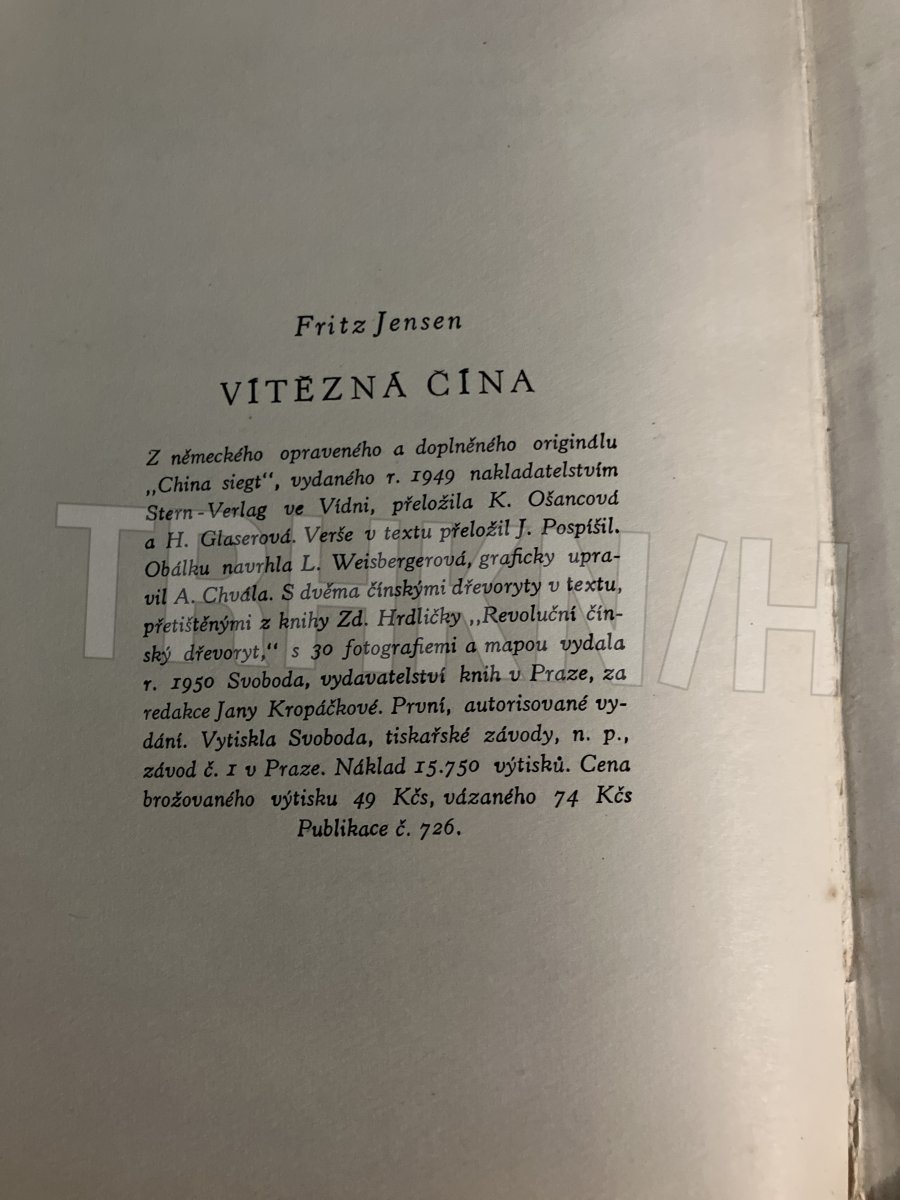 Fritz Jensen
VÍTĚZNÁ ČÍNA
Z německého opraveného a doplněného originálu
„China siegt“, vydaného r. 1949 nakladatelstvím
Stern-Verlag ve Vídni, přeložila K. Ošancová
a H. Glaserová. Verše v textu přeložil J. Pospíšil.
Obálku navrhla L. Weisbergerová, graficky upra-
vil A. Chvála. S dvěma čínskými dřevoryty v textu,
přetištěnými z knihy Zd. Hrdličky „Revoluční čín-
ský dřevoryt,“ s 30 fotografiemi a mapou vydala
r. 1950 Svoboda, vydavatelství knih v Praze, za
redakce Jany Kropáčkové. První, autorisované vy-
dání. Vytiskla Svoboda, tiskařské závody, n. p.,
závod č. 1 v Praze. Náklad 15.750 výtisků. Cena
brožovaného výtisku 49 Kčs, vázaného 74 Kčs
Publikace č. 726.